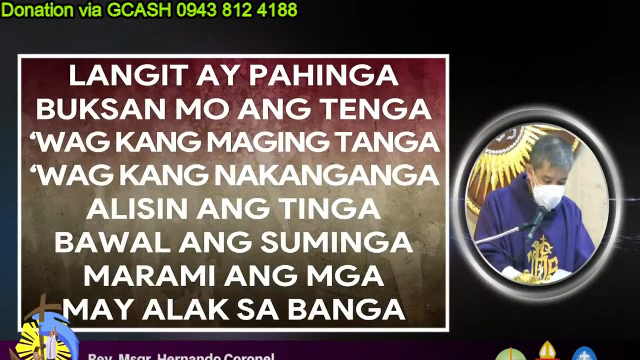 Donation via GCASH 0943 812 4188
LANGIT AY PAHINGA
BUKSAN MO ANG TENGA
‘WAG KANG MAGING TANGA
‘WAG KANG NAKANGANGA
ALISIN ANG TINGA
BAWAL ANG SUMINGA
MARAMI ANG MGA
MAY ALAK SA BANGA
Rev. Msgr. Hernando Coronel